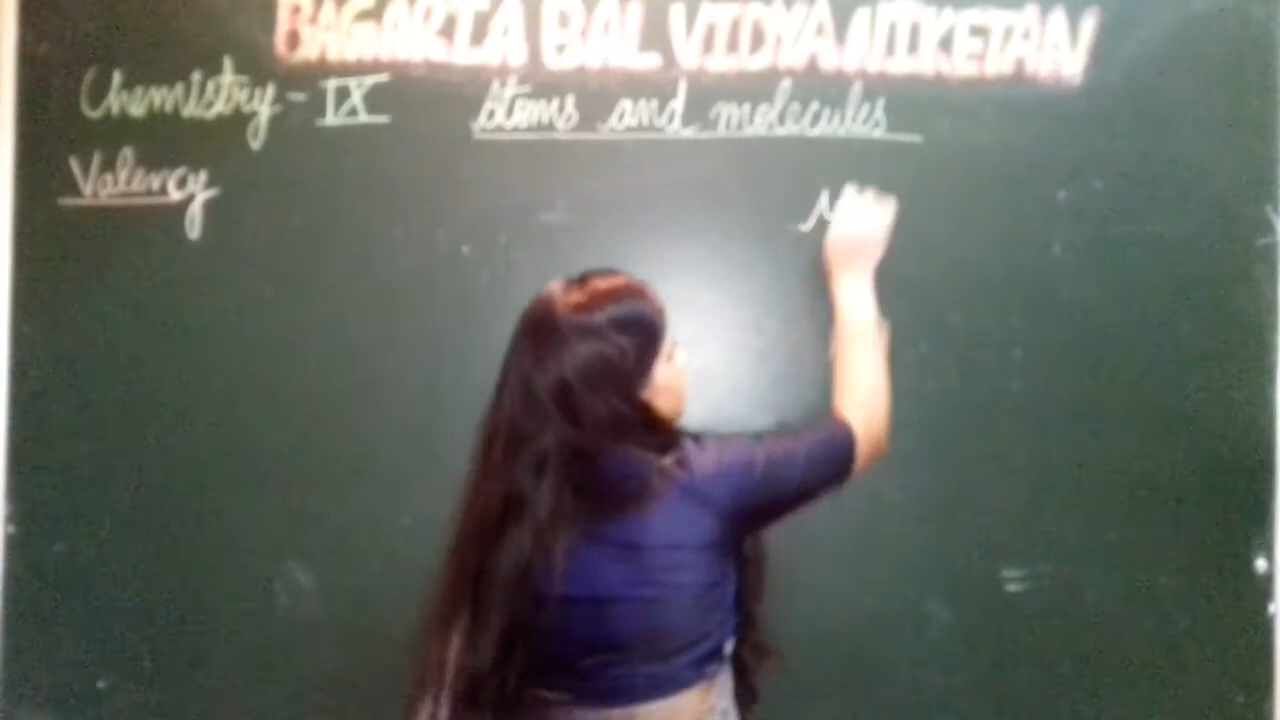 BAGARIA BAL VIDYA NIKETAN
Chemistry - IX Atoms and molecules
Valency